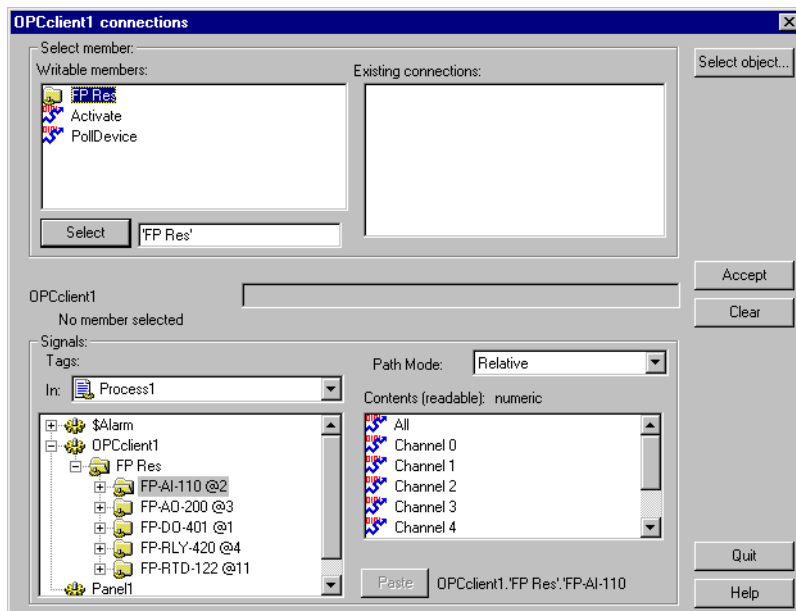 OPCclient1 connections
Select member:
Writable members:
Existing connections:
Select object...
FP Res
Activate
PollDevice
Select
'FP Res'
Accept
OPCclient1
Clear
No member selected
Signals:
Tags:
Path Mode:
Relative
In:
Process1
Contents (readable): numeric
$Alarm
OPCclient1
FP Res
FP-AI-110 @2
FP-AO-200 @3
FP-DO-401 @1
FP-RLY-420 @4
FP-RTD-122 @11
Panel1
All
Channel 0
Channel 1
Channel 2
Channel 3
Channel 4
Quit
Paste
OPCclient1.'FP Res'.'FP-AI-110
Help